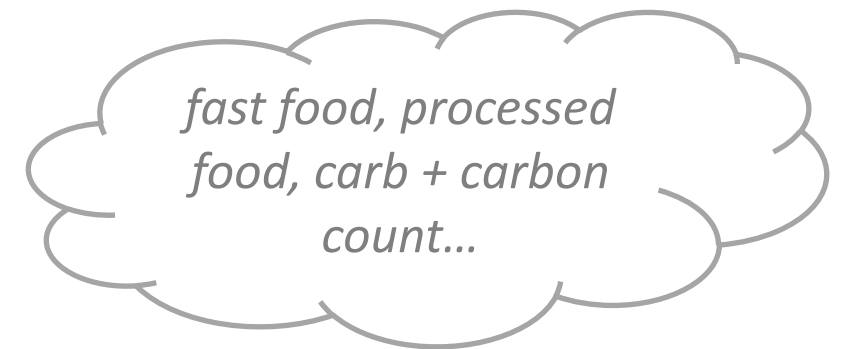 fast food, processed
food, carb + carbon
count...